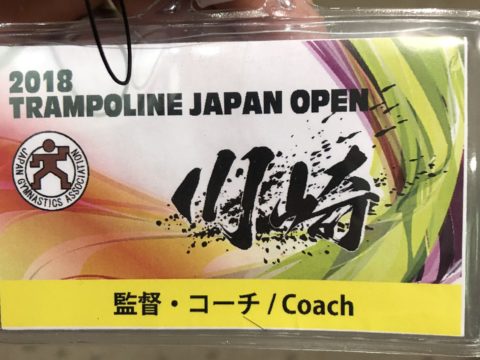 2018
TRAMPOLINE JAPAN OPEN
JAPAN GYMNASTICS ASSOCIATION
川崎
監督・コーチ / Coach